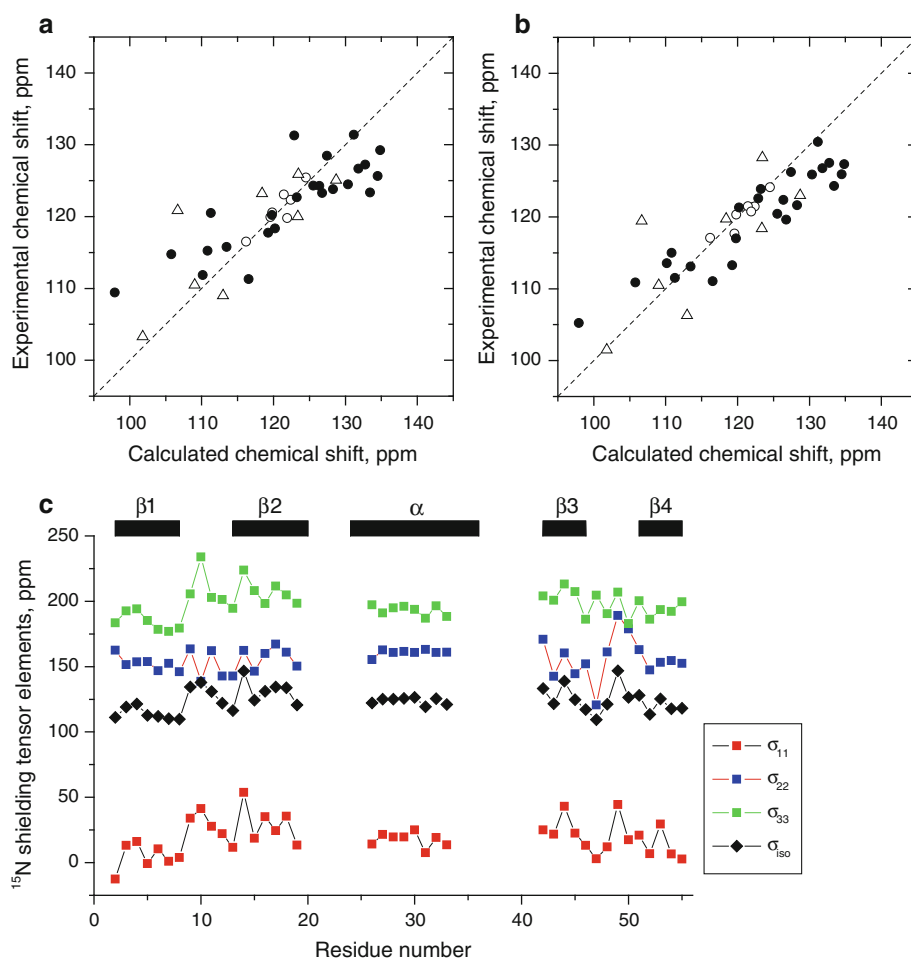 a
b
Experimental chemical shift, ppm
140
130
120
110
100
100 110 120 130 140
Calculated chemical shift, ppm
Experimental chemical shift, ppm
140
130
120
110
100
100 110 120 130 140
Calculated chemical shift, ppm
c
β1 β2 α β3 β4
¹⁵N shielding tensor elements, ppm
250
200
150
100
50
0
0 10 20 30 40 50
Residue number
σ₁₁
σ₂₂
σ₃₃
σiso